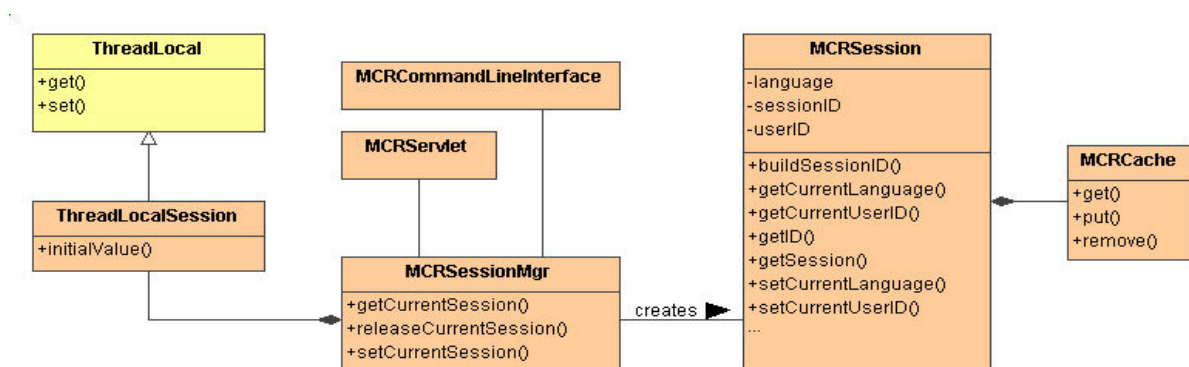 ThreadLocal
+get()
+set()
ThreadLocalSession
+initialValue()
MCRCommandLineInterface
MCRServlet
MCRSessionMgr
+getCurrentSession()
+releaseCurrentSession()
+setCurrentSession()
creates
MCRSession
-language
-sessionID
-userID
+buildSessionID()
+getCurrentLanguage()
+getCurrentUserID()
+getID()
+getSession()
+setCurrentLanguage()
+setCurrentUserID()
...
MCRCache
+get()
+put()
+remove()